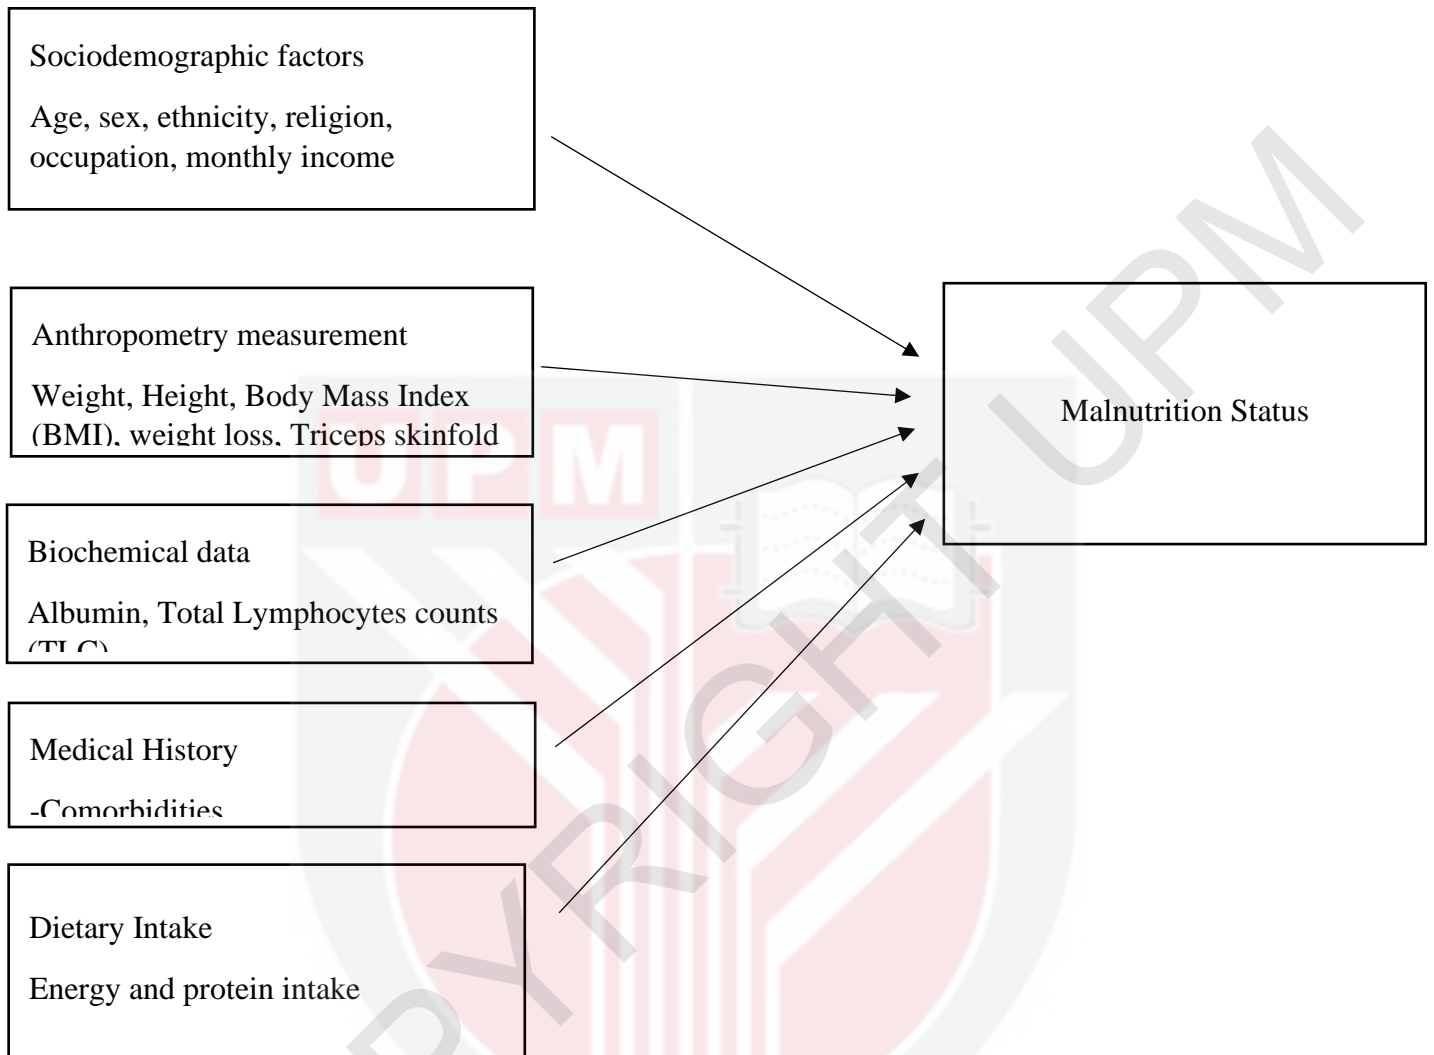 Sociodemographic factors
Age, sex, ethnicity, religion,
occupation, monthly income
Anthropometry measurement
Weight, Height, Body Mass Index
(BMI), weight loss, Triceps skinfold
Malnutrition Status
Biochemical data
Albumin, Total Lymphocytes counts
(TLC)
Medical History
-Comorbidities
Dietary Intake
Energy and protein intake
UPM
PYRIGHT UPM